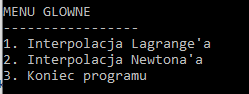 MENU GLOWNE
-----------------
1. Interpolacja Lagrange'a
2. Interpolacja Newtona'a
3. Koniec programu